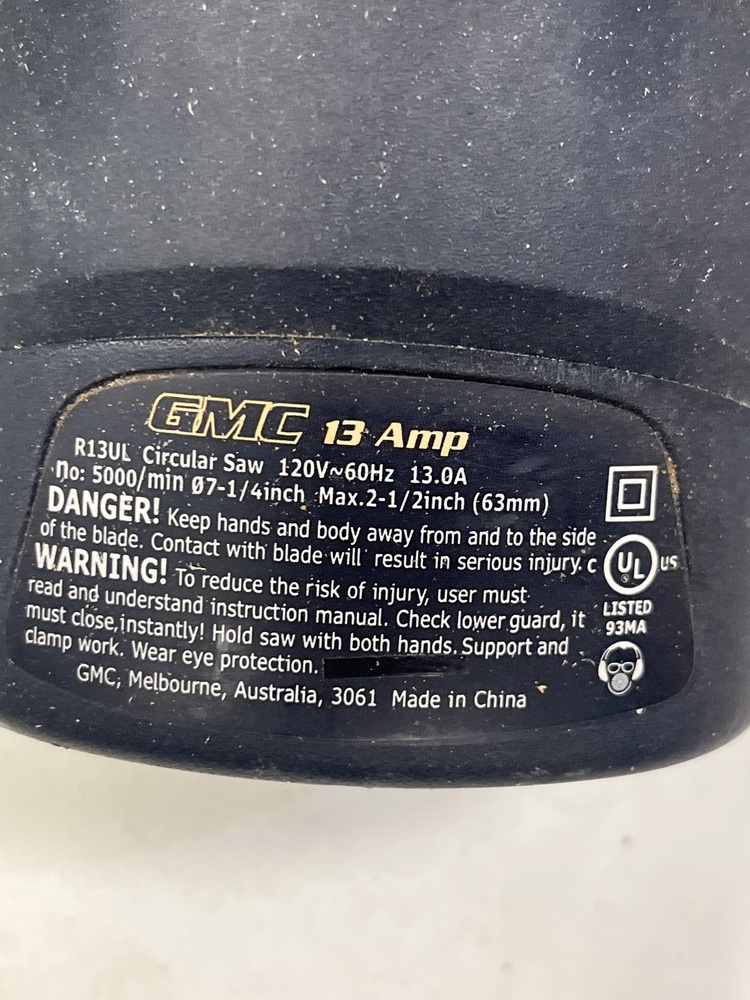 GMC 13 Amp
R13UL Circular Saw 120V~60Hz 13.0A
no: 5000/min Ø7-1/4inch Max.2-1/2inch (63mm)
DANGER! Keep hands and body away from and to the side
of the blade. Contact with blade will result in serious injury.
WARNING! To reduce the risk of injury, user must
read and understand instruction manual. Check lower guard, it
must close instantly! Hold saw with both hands. Support and
clamp work. Wear eye protection.
GMC, Melbourne, Australia, 3061 Made in China
C UL US
LISTED
93MA